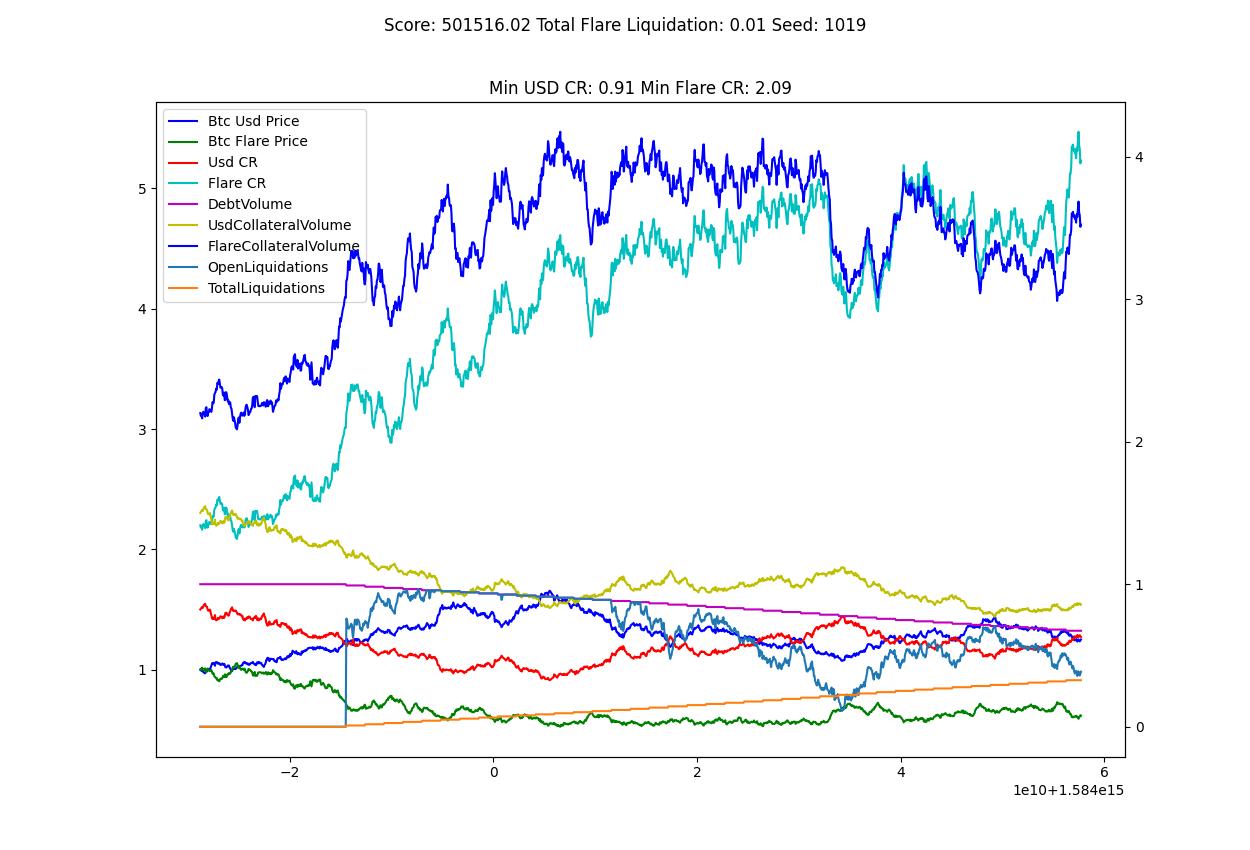 Score: 501516.02 Total Flare Liquidation: 0.01 Seed: 1019
Min USD CR: 0.91 Min Flare CR: 2.09
Btc Usd Price
Btc Flare Price
Usd CR
Flare CR
DebtVolume
UsdCollateralVolume
FlareCollateralVolume
OpenLiquidations
TotalLiquidations
5
4
3
2
1
4
3
2
1
0
−2
0
2
4
6
1e10+1.584e15